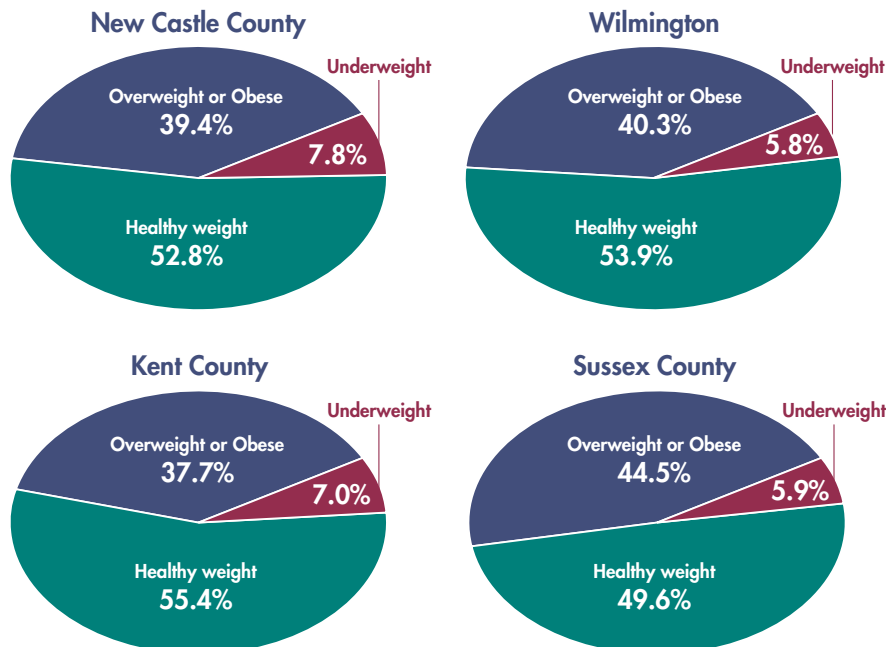 New Castle County
Underweight
Overweight or Obese
39.4%
7.8%
Healthy weight
52.8%
Wilmington
Underweight
Overweight or Obese
40.3%
5.8%
Healthy weight
53.9%
Kent County
Underweight
Overweight or Obese
37.7%
7.0%
Healthy weight
55.4%
Sussex County
Underweight
Overweight or Obese
44.5%
5.9%
Healthy weight
49.6%